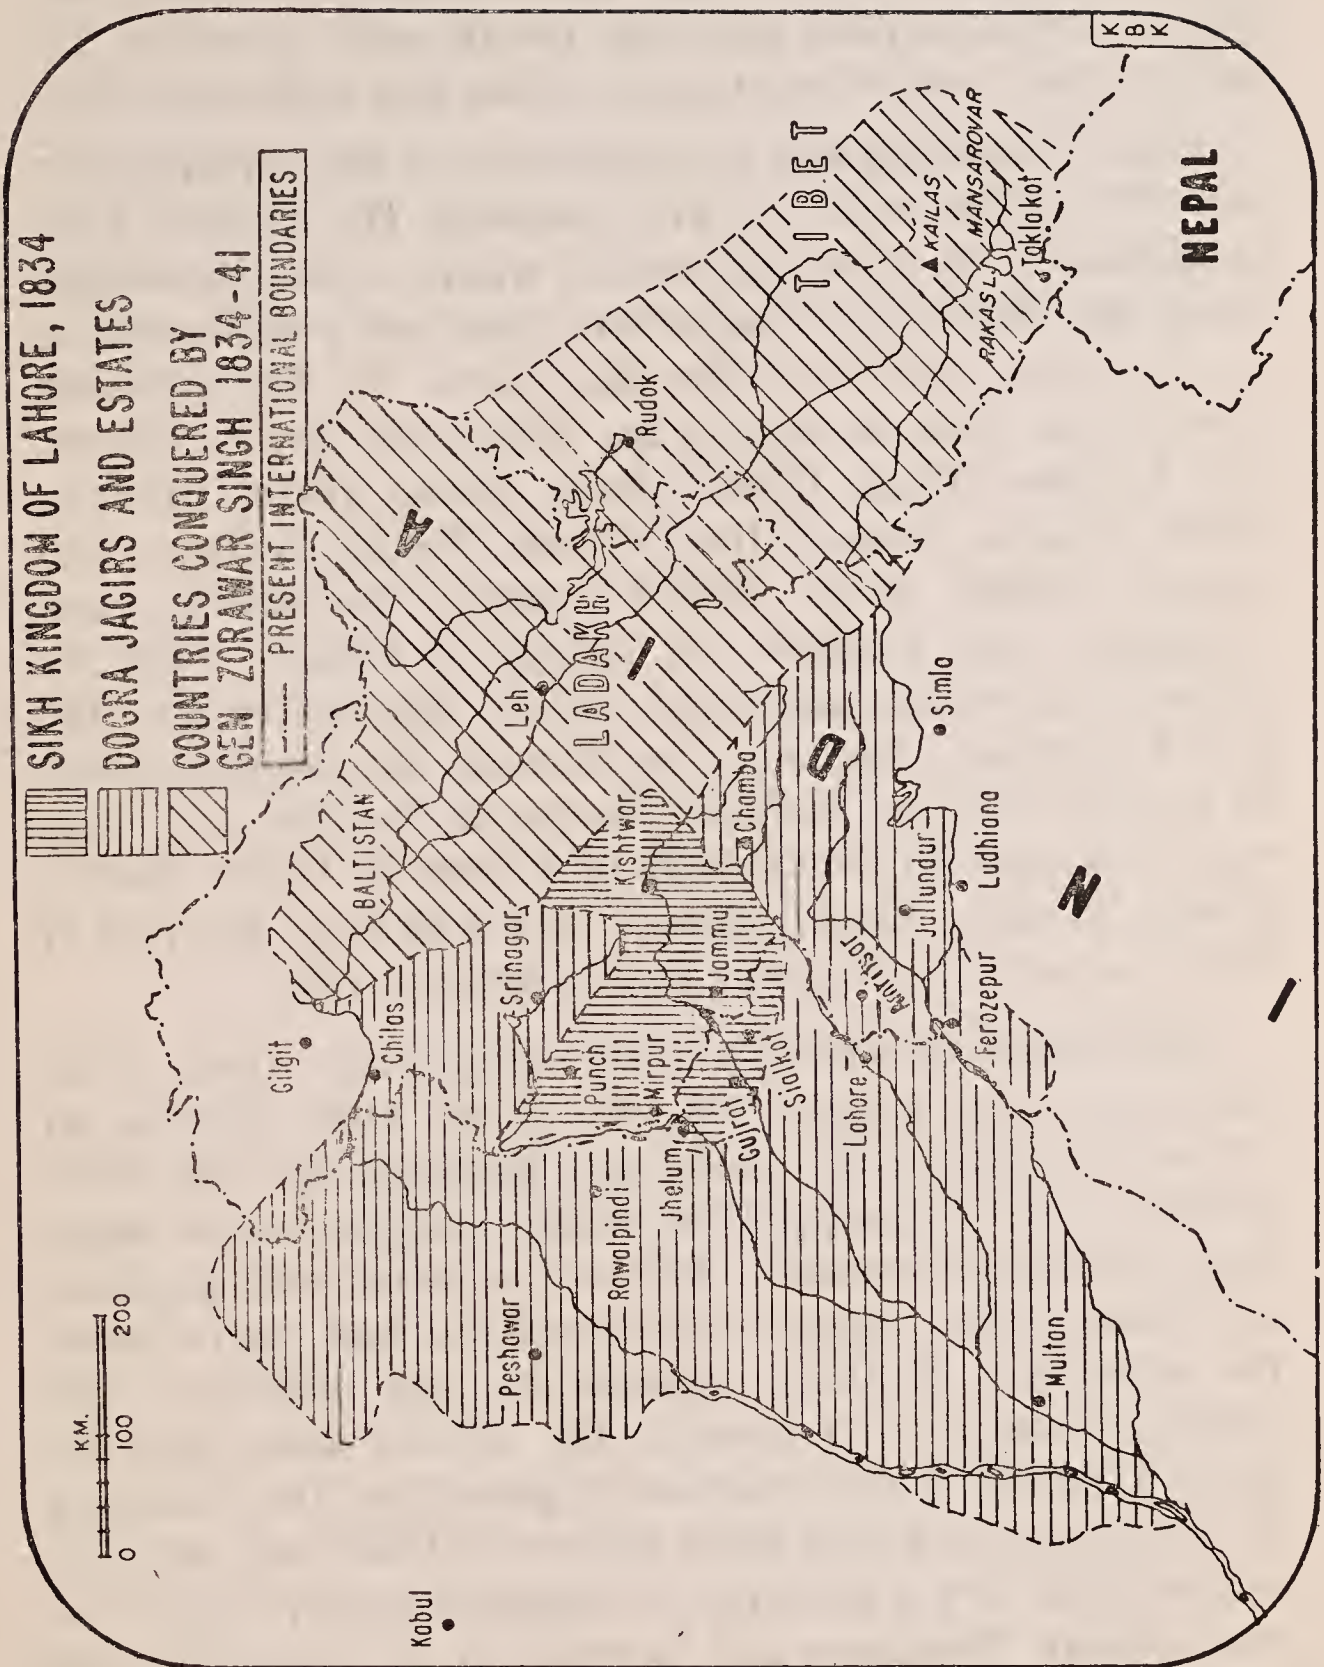 SIKH KINGDOM OF LAHORE, 1834
DOGRA JAGIRS AND ESTATES
COUNTRIES CONQUERED BY
GEN ZORAWAR SINGH 1834-41
PRESENT INTERNATIONAL BOUNDARIES
KM.
0 100 200
KBK
Kabul
Gilgit
Chilas
BALTISTAN
Leh
LADAKH
Rudok
TIBET
KAILAS
MANSAROVAR
RAKAS L.
Taklakot
NEPAL
Peshawar
Rawalpindi
Srinagar
Punch
Mirpur
Kishtwar
Jammu
Chamba
Jhelum
Gujrat
Sialkot
Lahore
Amritsar
Jullundur
Ludhiana
Simla
Ferozepur
Multan
I N D I A